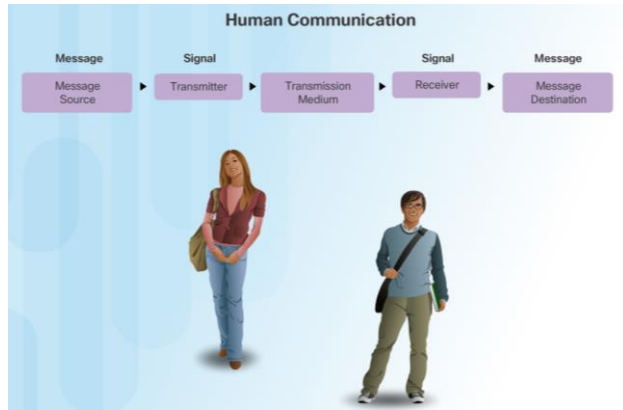 Human Communication
Message
Signal
Signal
Message
Message
Source
Transmitter
Transmission
Medium
Receiver
Message
Destination